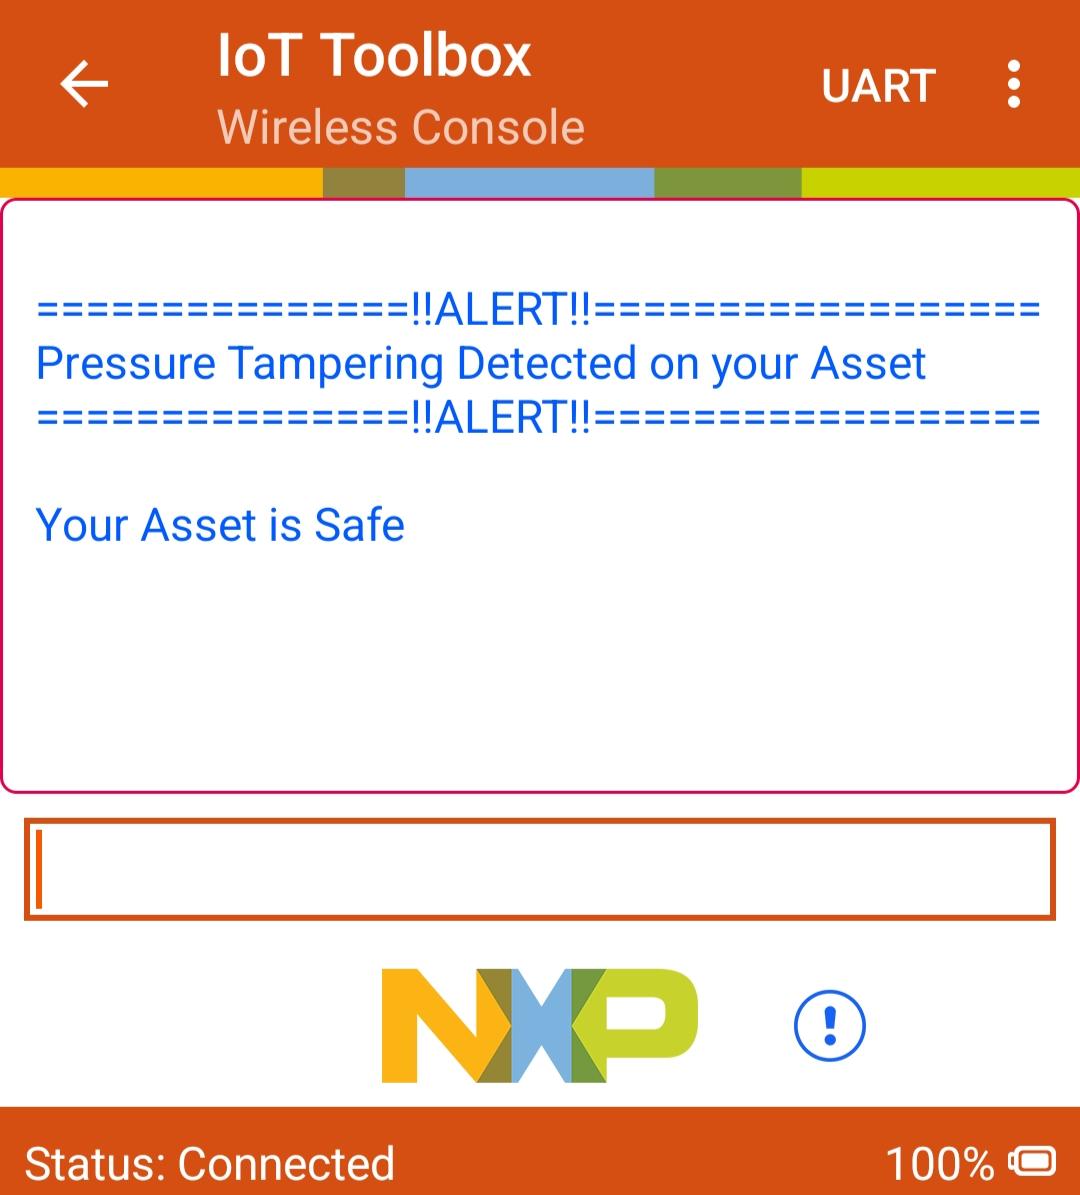 IoT Toolbox
Wireless Console
UART
===============!!ALERT!!==================
Pressure Tampering Detected on your Asset
===============!!ALERT!!==================
Your Asset is Safe
NXP
Status: Connected
100%